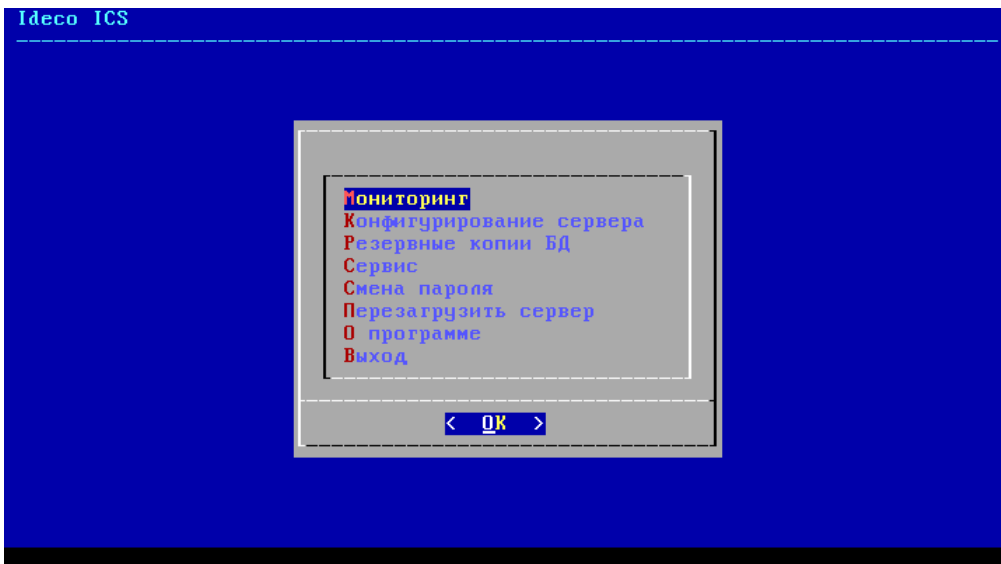 Ideco ICS
Мониторинг
Конфигурирование сервера
Резервные копии БД
Сервис
Смена пароля
Перезагрузить сервер
О программе
Выход
< OK >